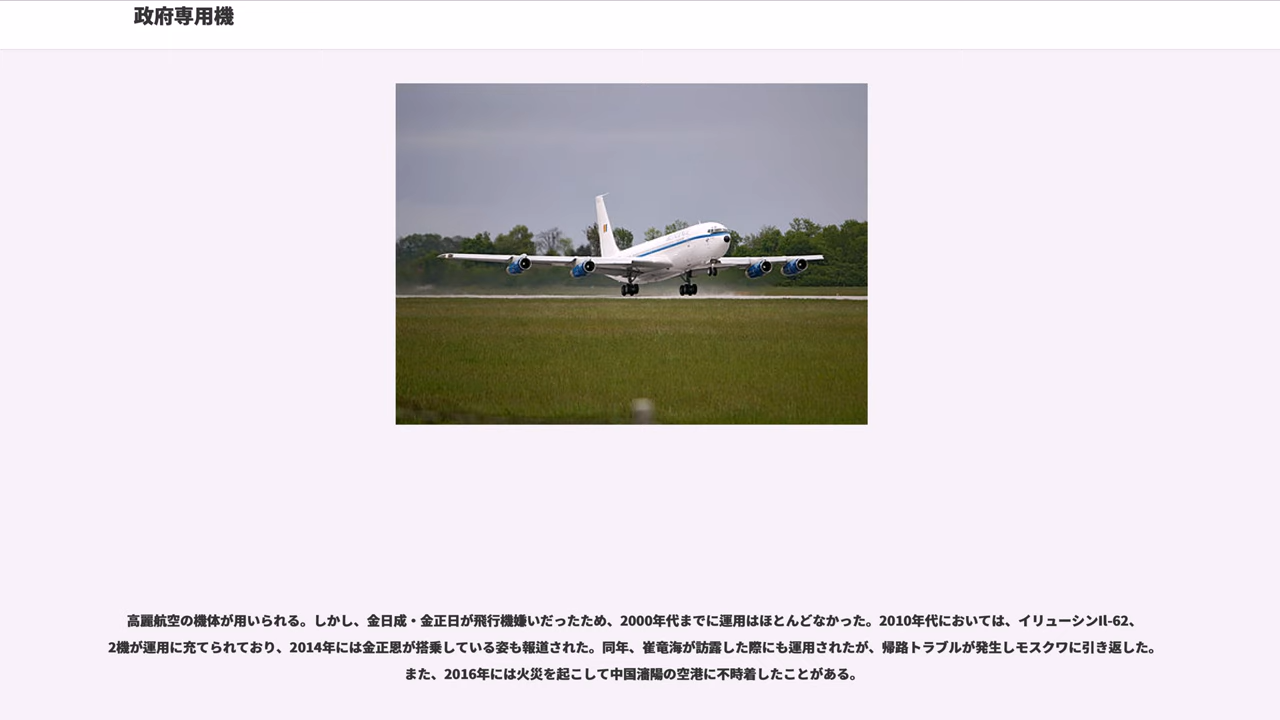 政府専用機
高麗航空の機体が用いられる。しかし、金日成・金正日が飛行機嫌いだったため、2000年代までに運用はほとんどなかった。2010年代においては、イリューシンIl-62、
2機が運用に充てられており、2014年には金正恩が搭乗している姿も報道された。同年、崔竜海が訪露した際にも運用されたが、帰路トラブルが発生しモスクワに引き返した。
また、2016年には火災を起こして中国瀋陽の空港に不時着したことがある。